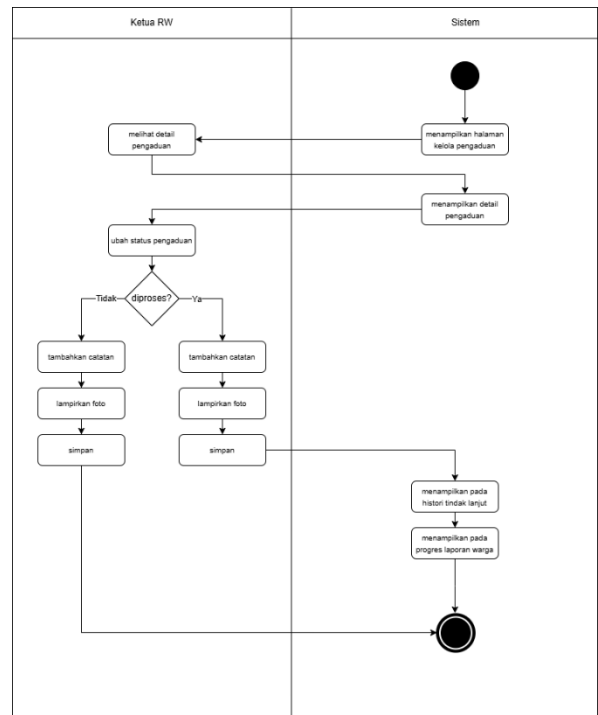 Ketua RW
Sistem
menampilkan halaman
kelola pengaduan
melihat detail
pengaduan
menampilkan detail
pengaduan
ubah status pengaduan
diproses?
Tidak
Ya
tambahkan catatan
tambahkan catatan
lampirkan foto
lampirkan foto
simpan
simpan
menampilkan pada
histori tindak lanjut
menampilkan pada
progres laporan warga